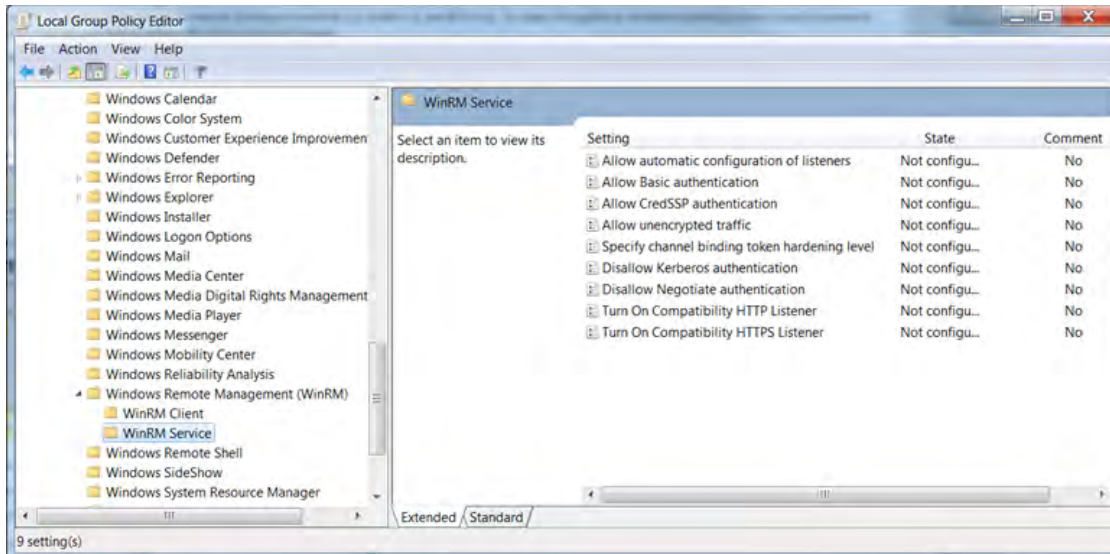 Local Group Policy Editor
File Action View Help
Windows Calendar
Windows Color System
Windows Customer Experience Improvemen
Windows Defender
Windows Error Reporting
Windows Explorer
Windows Installer
Windows Logon Options
Windows Mail
Windows Media Center
Windows Media Digital Rights Management
Windows Media Player
Windows Messenger
Windows Mobility Center
Windows Reliability Analysis
Windows Remote Management (WinRM)
WinRM Client
WinRM Service
Windows Remote Shell
Windows SideShow
Windows System Resource Manager
WinRM Service
Select an item to view its
description.
Setting State Comment
Allow automatic configuration of listeners Not configu... No
Allow Basic authentication Not configu... No
Allow CredSSP authentication Not configu... No
Allow unencrypted traffic Not configu... No
Specify channel binding token hardening level Not configu... No
Disallow Kerberos authentication Not configu... No
Disallow Negotiate authentication Not configu... No
Turn On Compatibility HTTP Listener Not configu... No
Turn On Compatibility HTTPS Listener Not configu... No
Extended Standard
9 setting(s)